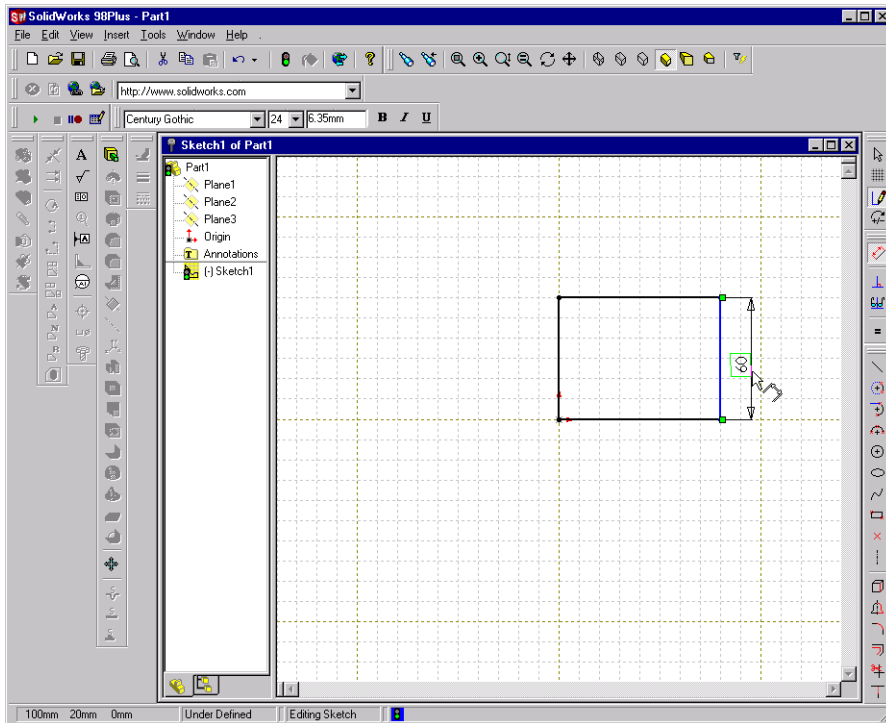 SolidWorks 98Plus - Part1
File Edit View Insert Tools Window Help .
http://www.solidworks.com
Century Gothic 24 6.35mm B I U
Sketch1 of Part1
Part1
Plane1
Plane2
Plane3
Origin
Annotations
(-) Sketch1
60
100mm 20mm 0mm Under Defined Editing Sketch